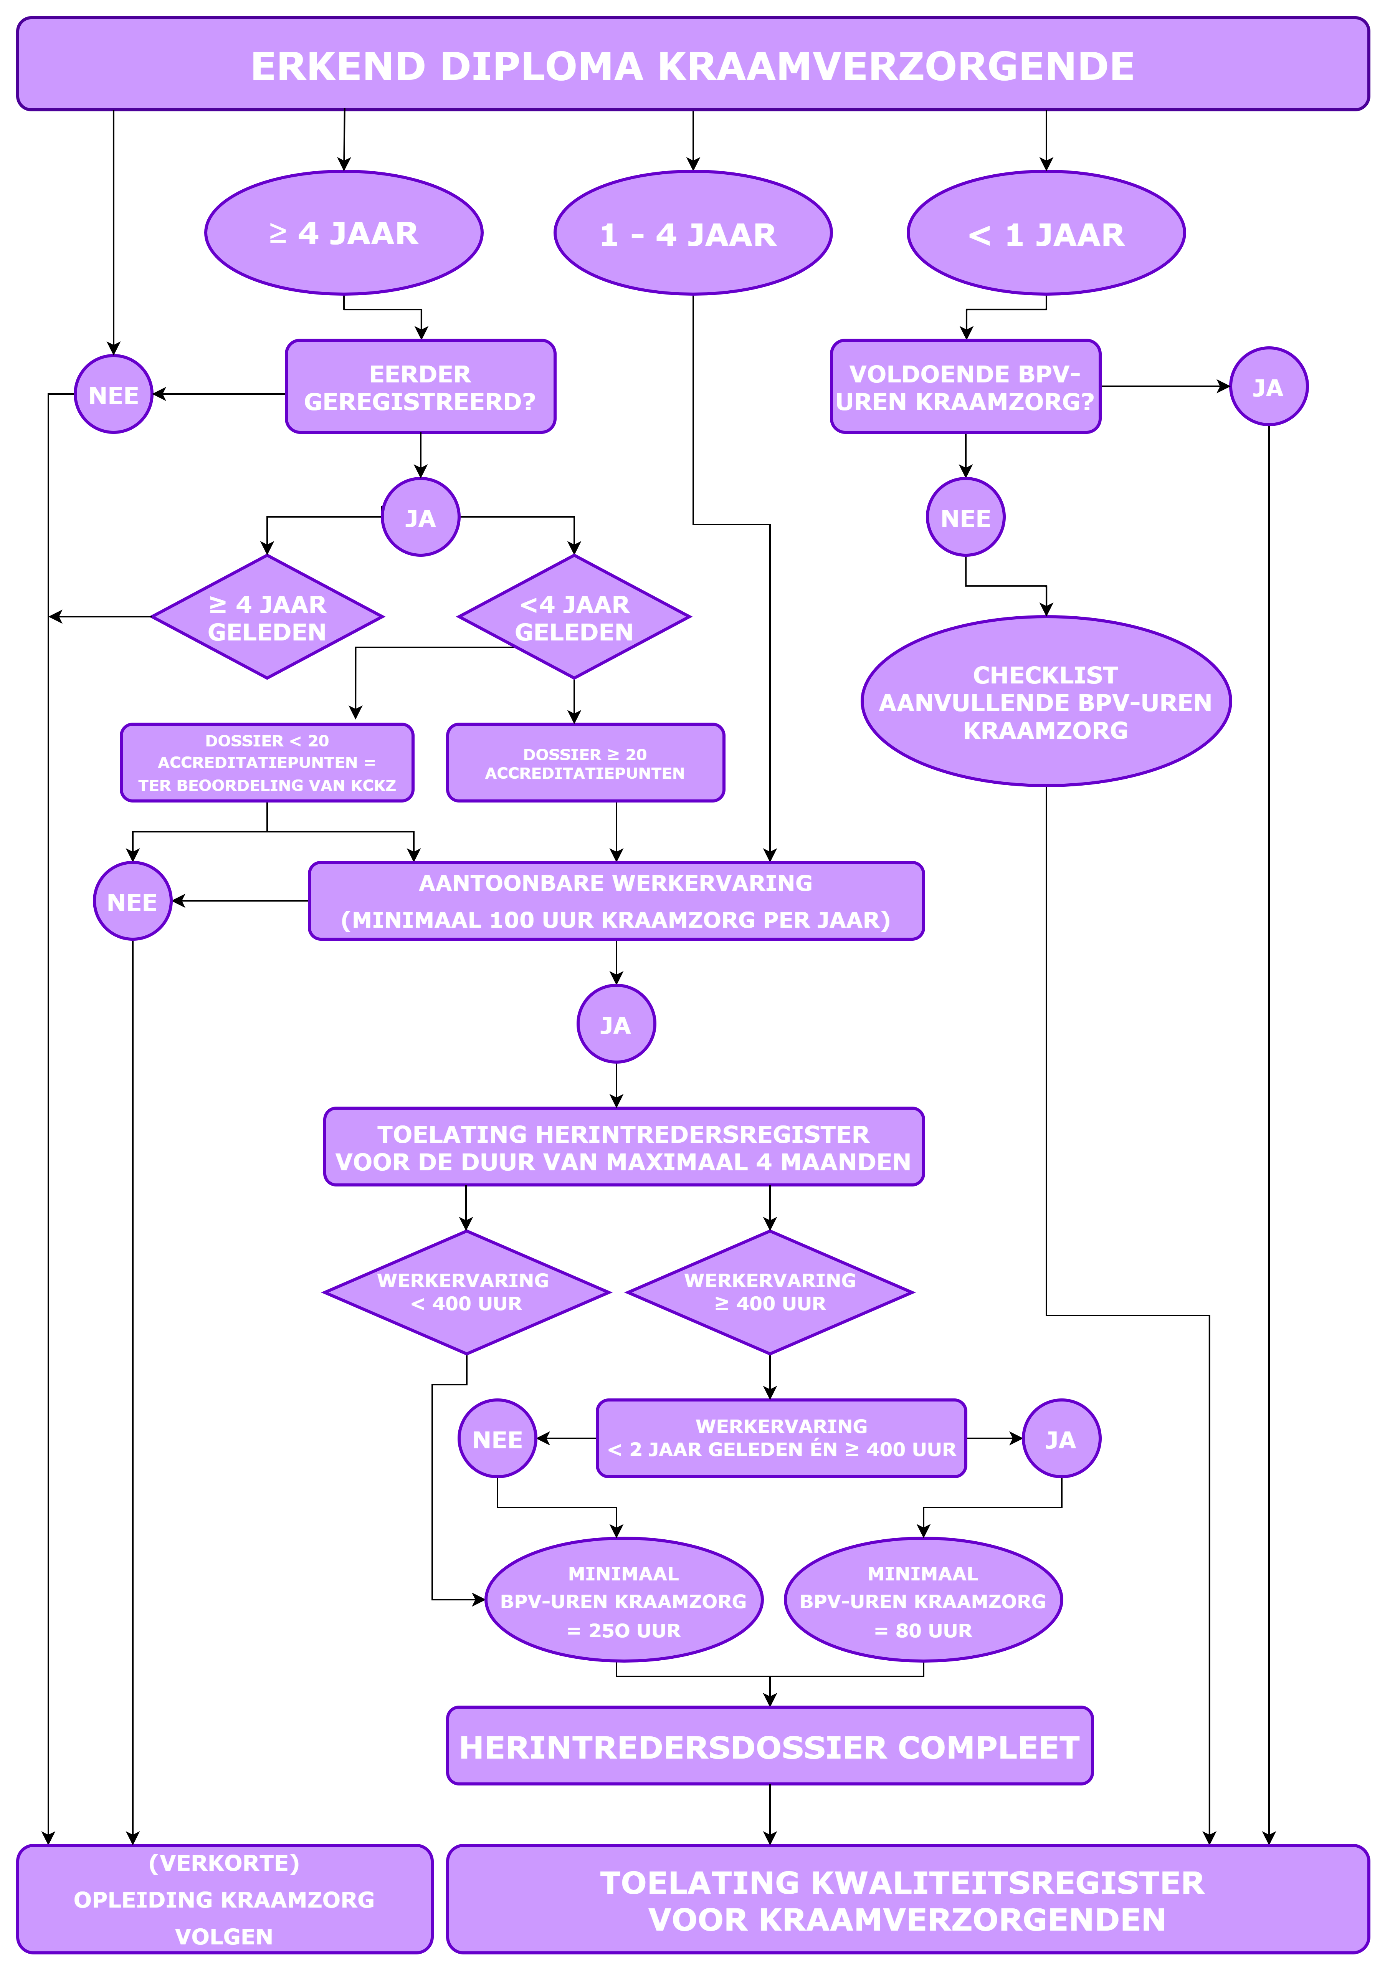 ERKEND DIPLOMA KRAAMVERZORGENDE
≥ 4 JAAR
1 - 4 JAAR
< 1 JAAR
NEE
EERDER
GEREGISTREERD?
VOLDOENDE BPV-
UREN KRAAMZORG?
JA
JA
NEE
≥ 4 JAAR
GELEDEN
<4 JAAR
GELEDEN
CHECKLIST
AANVULLENDE BPV-UREN
KRAAMZORG
DOSSIER < 20
ACCREDITATIEPUNTEN =
TER BEOORDELING VAN KCKZ
DOSSIER ≥ 20
ACCREDITATIEPUNTEN
NEE
AANTOONBARE WERKERVARING
(MINIMAAL 100 UUR KRAAMZORG PER JAAR)
JA
TOELATING HERINTREDERSREGISTER
VOOR DE DUUR VAN MAXIMAAL 4 MAANDEN
WERKERVARING
< 400 UUR
WERKERVARING
≥ 400 UUR
NEE
WERKERVARING
< 2 JAAR GELEDEN ÉN ≥ 400 UUR
JA
MINIMAAL
BPV-UREN KRAAMZORG
= 25O UUR
MINIMAAL
BPV-UREN KRAAMZORG
= 80 UUR
HERINTREDERSDOSSIER COMPLEET
(VERKORTE)
OPLEIDING KRAAMZORG
VOLGEN
TOELATING KWALITEITSREGISTER
VOOR KRAAMVERZORGENDEN